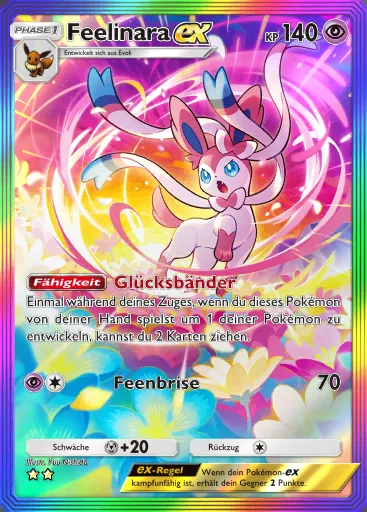 PHASE 1
Feelinara ex
KP 140
Entwickelt sich aus Evoli
Fähigkeit Glücksbänder
Einmal während deines Zuges, wenn du dieses Pokémon
von deiner Hand spielst um 1 deiner Pokémon zu
entwickeln, kannst du 2 Karten ziehen.
Feenbrise 70
Schwäche +20 Rückzug
Illustr.
ex-Regel Wenn dein Pokémon-ex
kampfunfähig ist, erhält dein Gegner 2 Punkte.